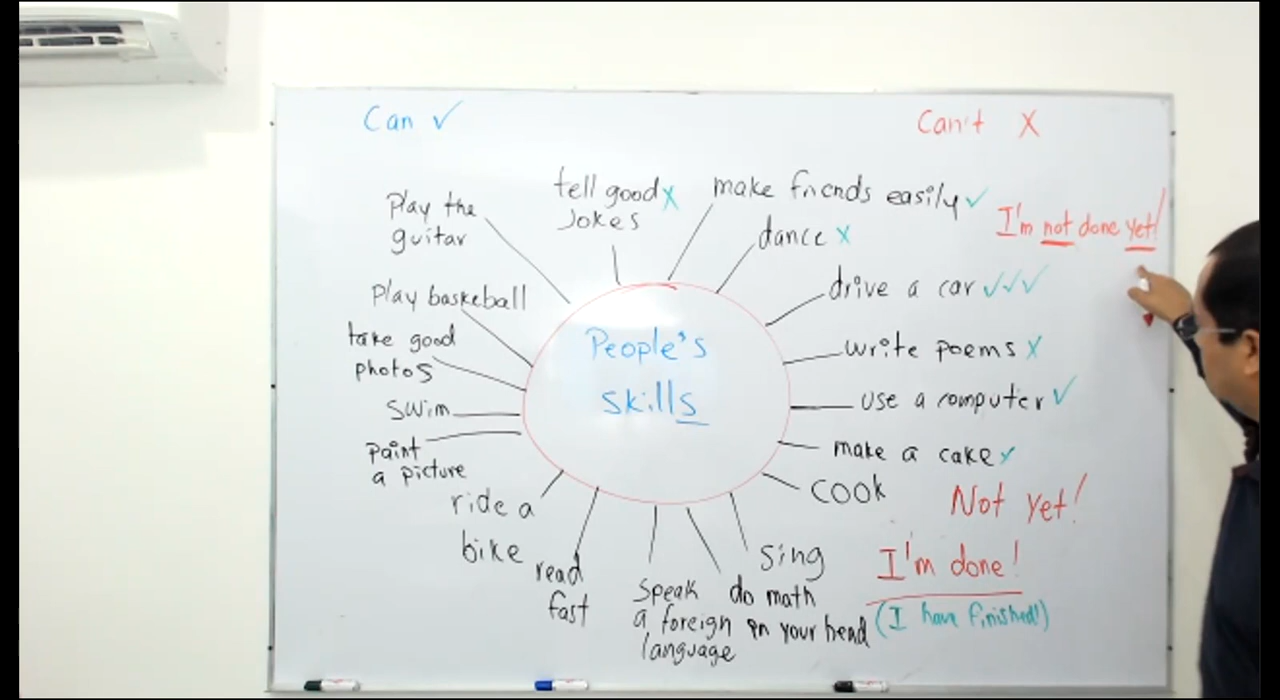 Can ✓
Can't X
tell good X
Jokes
make friends easily ✓
Play the
guitar
dance X
I'm not done yet!
Play baskeball
drive a car ✓✓✓
take good
photos
People's
Skills
write poems X
swim
use a computer ✓
paint
a picture
make a cake X
ride a
bike
cook
Not yet!
read
fast
sing
I'm done!
(I have finished!)
speak
a foreign
language
do math
in your head